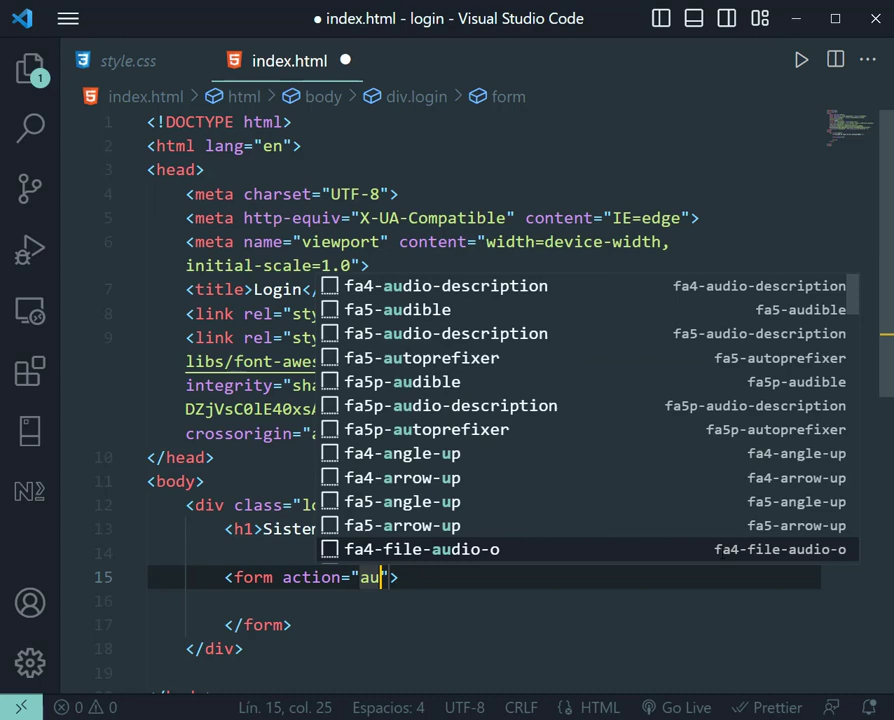 ● index.html - login - Visual Studio Code
style.css
index.html ●
index.html > html > body > div.login > form
1 <!DOCTYPE html>
2 <html lang="en">
3 <head>
4 <meta charset="UTF-8">
5 <meta http-equiv="X-UA-Compatible" content="IE=edge">
6 <meta name="viewport" content="width=device-width,
initial-scale=1.0">
7 <title>Login</
8 <link rel="sty
9 <link rel="sty
libs/font-awes
integrity="sha
DZjVsC0lE40xsA
crossorigin="a
10 </head>
11 <body>
12 <div class="lo
13 <h1>Sistem
14
15 <form action="au">
16
17 </form>
18 </div>
19
fa4-audio-description fa4-audio-description
fa5-audible fa5-audible
fa5-audio-description fa5-audio-description
fa5-autoprefixer fa5-autoprefixer
fa5p-audible fa5p-audible
fa5p-audio-description fa5p-audio-description
fa5p-autoprefixer fa5p-autoprefixer
fa4-angle-up fa4-angle-up
fa4-arrow-up fa4-arrow-up
fa5-angle-up fa5-angle-up
fa5-arrow-up fa5-arrow-up
fa4-file-audio-o fa4-file-audio-o
1
0 0 Lín. 15, col. 25 Espacios: 4 UTF-8 CRLF HTML Go Live Prettier